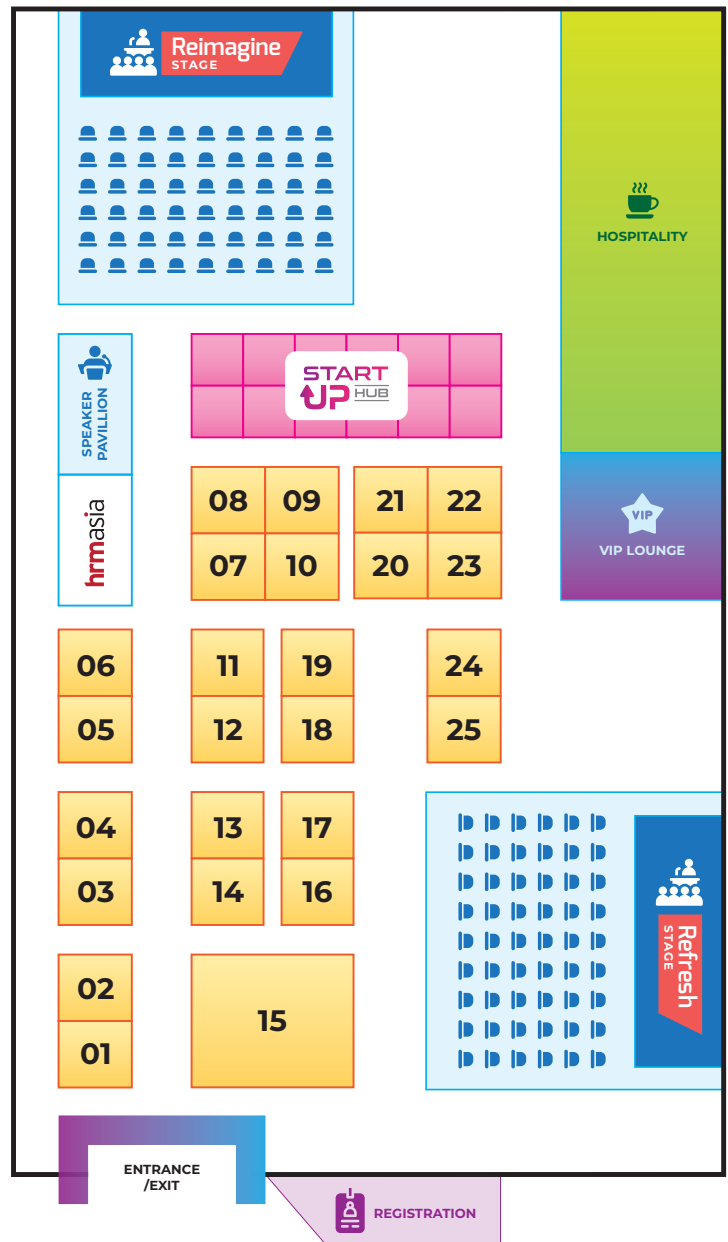 Reimagine
STAGE
HOSPITALITY
SPEAKER
PAVILLION
START
UP HUB
hrmasia
08 09 21 22
07 10 20 23
VIP
VIP LOUNGE
06 11 19 24
05 12 18 25
04 13 17
03 14 16
Refresh
STAGE
02
15
01
ENTRANCE
/EXIT
REGISTRATION